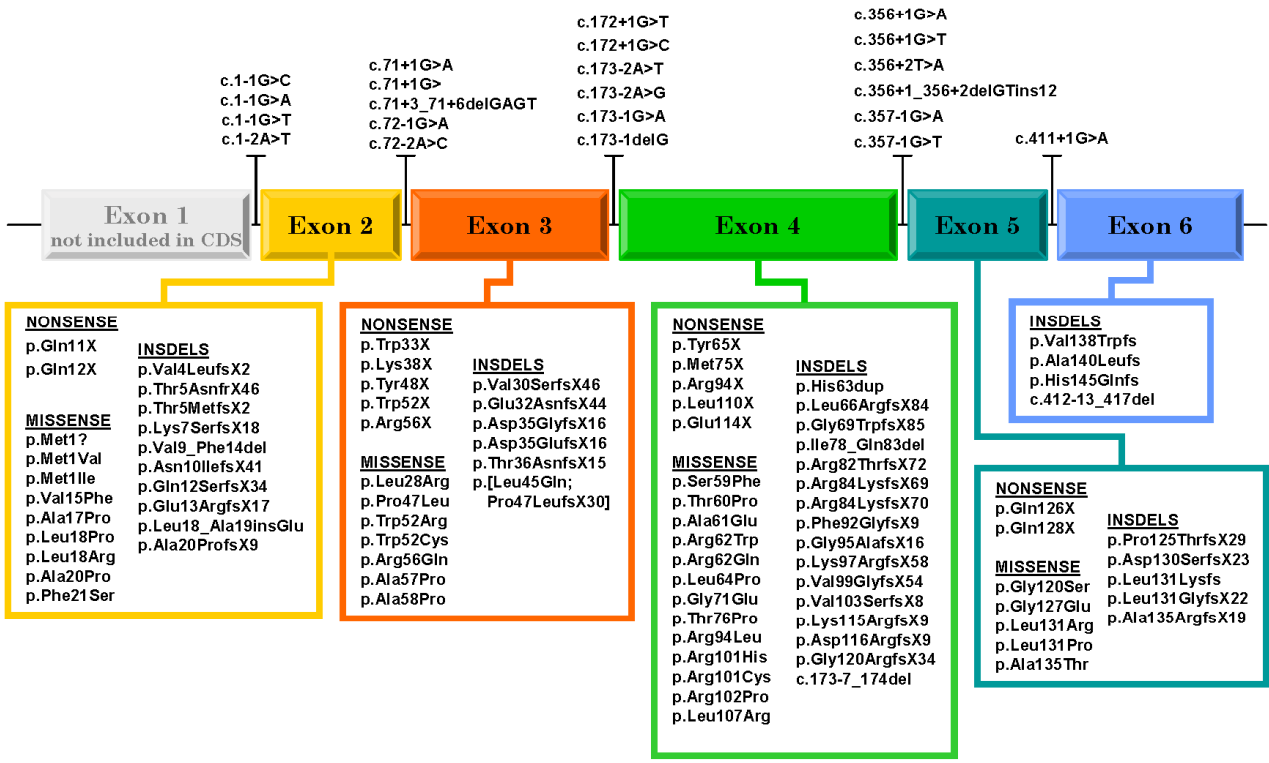 c.1-1G>C
c.1-1G>A
c.1-1G>T
c.1-2A>T
c.71+1G>A
c.71+1G>
c.71+3_71+6delGAGT
c.72-1G>A
c.72-2A>C
c.172+1G>T
c.172+1G>C
c.173-2A>T
c.173-2A>G
c.173-1G>A
c.173-1delG
c.356+1G>A
c.356+1G>T
c.356+2T>A
c.356+1_356+2delGTins12
c.357-1G>A
c.357-1G>T
c.411+1G>A
Exon 1
not included in CDS
Exon 2
Exon 3
Exon 4
Exon 5
Exon 6
NONSENSE
p.Gln11X
p.Gln12X
MISSENSE
p.Met1?
p.Met1Val
p.Met1Ile
p.Val15Phe
p.Ala17Pro
p.Leu18Pro
p.Leu18Arg
p.Ala20Pro
p.Phe21Ser
INSDELS
p.Val4LeufsX2
p.Thr5AsnfrX46
p.Thr5MetfsX2
p.Lys7SerfsX18
p.Val9_Phe14del
p.Asn10IlefsX41
p.Gln12SerfsX34
p.Glu13ArgfsX17
p.Leu18_Ala19insGlu
p.Ala20ProfsX9
NONSENSE
p.Trp33X
p.Lys38X
p.Tyr48X
p.Trp52X
p.Arg56X
MISSENSE
p.Leu28Arg
p.Pro47Leu
p.Trp52Arg
p.Trp52Cys
p.Arg56Gln
p.Ala57Pro
p.Ala58Pro
INSDELS
p.Val30SerfsX46
p.Glu32AsnfsX44
p.Asp35GlyfsX16
p.Asp35GlufsX16
p.Thr36AsnfsX15
p.[Leu45Gln;
Pro47LeufsX30]
NONSENSE
p.Tyr65X
p.Met75X
p.Arg94X
p.Leu110X
p.Glu114X
MISSENSE
p.Ser59Phe
p.Thr60Pro
p.Ala61Glu
p.Arg62Trp
p.Arg62Gln
p.Leu64Pro
p.Gly71Glu
p.Thr76Pro
p.Arg94Leu
p.Arg101His
p.Arg101Cys
p.Arg102Pro
p.Leu107Arg
INSDELS
p.His63dup
p.Leu66ArgfsX84
p.Gly69TrpfsX85
p.Ile78_Gln83del
p.Arg82ThrfsX72
p.Arg84LysfsX69
p.Arg84LysfsX70
p.Phe92GlyfsX9
p.Gly95AlafsX16
p.Lys97ArgfsX58
p.Val99GlyfsX54
p.Val103SerfsX8
p.Lys115ArgfsX9
p.Asp116ArgfsX9
p.Gly120ArgfsX34
c.173-7_174del
NONSENSE
p.Gln126X
p.Gln128X
MISSENSE
p.Gly120Ser
p.Gly127Glu
p.Leu131Arg
p.Leu131Pro
p.Ala135Thr
INSDELS
p.Pro125ThrfsX29
p.Asp130SerfsX23
p.Leu131Lysfs
p.Leu131GlyfsX22
p.Ala135ArgfsX19
INSDELS
p.Val138Trpfs
p.Ala140Leufs
p.His145Glnfs
c.412-13_417del